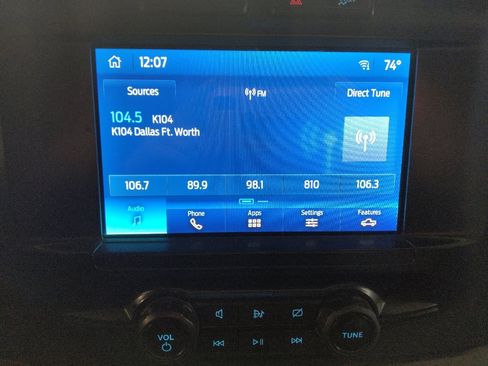 12:07 74°
Sources FM Direct Tune
104.5 K104
K104 Dallas Ft. Worth
106.7 89.9 98.1 810 106.3
Audio Phone Apps Settings Features
VOL TUNE